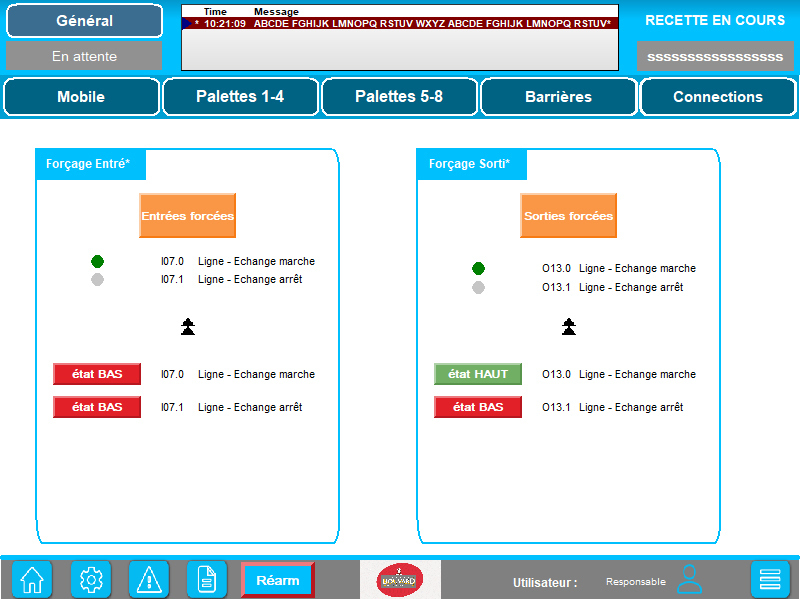 Général
En attente
Time Message
* 10:21:09 ABCDE FGHIJK LMNOPQ RSTUV WXYZ ABCDE FGHIJK LMNOPQ RSTUV*
RECETTE EN COURS
sssssssssssssssss
Mobile
Palettes 1-4
Palettes 5-8
Barrières
Connections
Forçage Entré*
Entrées forcées
I07.0 Ligne - Echange marche
I07.1 Ligne - Echange arrêt
état BAS I07.0 Ligne - Echange marche
état BAS I07.1 Ligne - Echange arrêt
Forçage Sorti*
Sorties forcées
O13.0 Ligne - Echange marche
O13.1 Ligne - Echange arrêt
état HAUT O13.0 Ligne - Echange marche
état BAS O13.1 Ligne - Echange arrêt
Réarm
BOUVARD
Utilisateur : Responsable